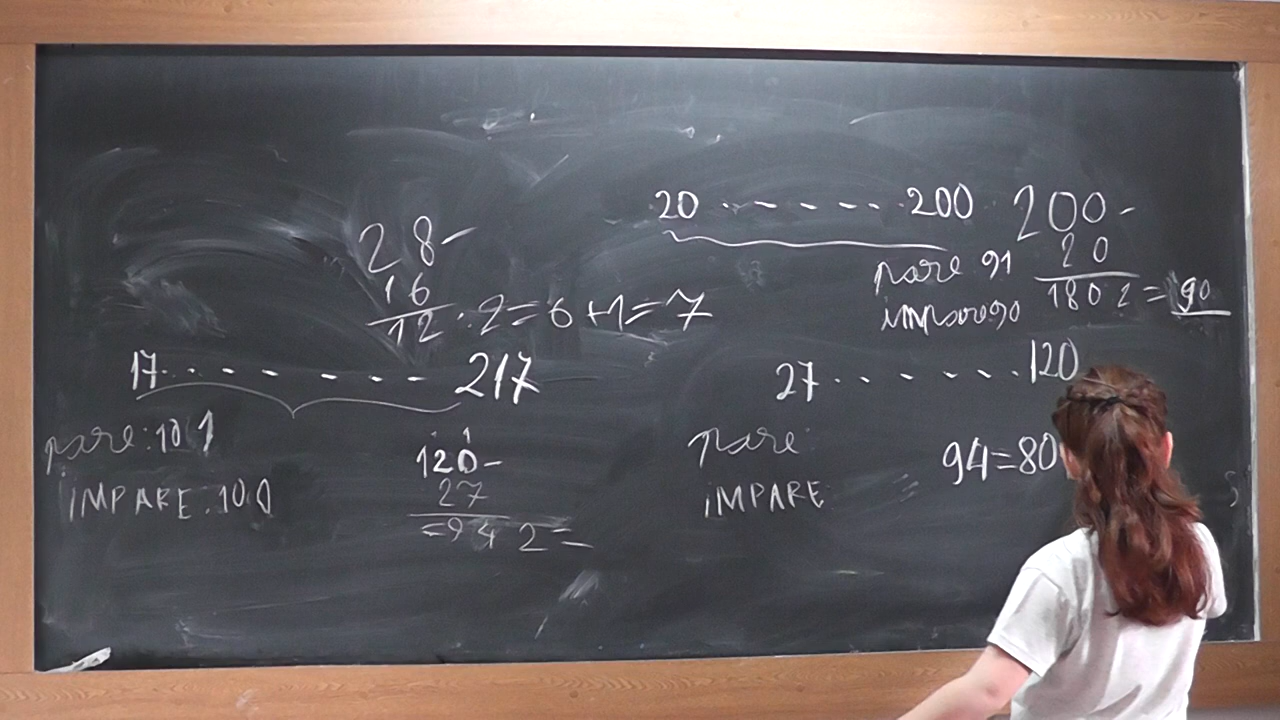 20 . - - - - - . 200
200 -
20
180 2 = 90
pare 91
impare 90
28 -
16
12 : 2 = 6 + 1 = 7
17 . . - - - - - 217
pare: 101
IMPARE: 100
1
120 -
27
= 94 2 =
27 . . - - - . 120
pare:
IMPARE
94 = 80